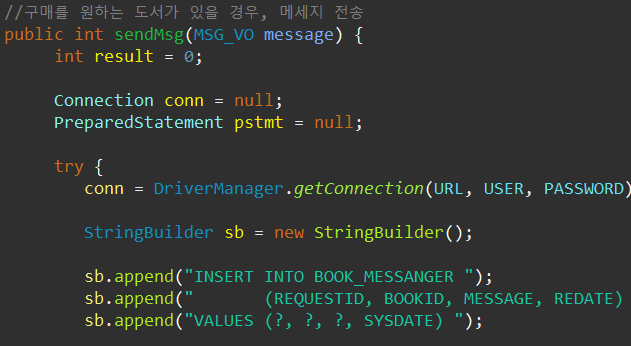 //구매를 원하는 도서가 있을 경우, 메세지 전송
public int sendMsg(MSG_VO message) {
int result = 0;
Connection conn = null;
PreparedStatement pstmt = null;
try {
conn = DriverManager.getConnection(URL, USER, PASSWORD)
StringBuilder sb = new StringBuilder();
sb.append("INSERT INTO BOOK_MESSANGER ");
sb.append("       (REQUESTID, BOOKID, MESSAGE, REDATE)
sb.append("VALUES (?, ?, ?, SYSDATE) ");